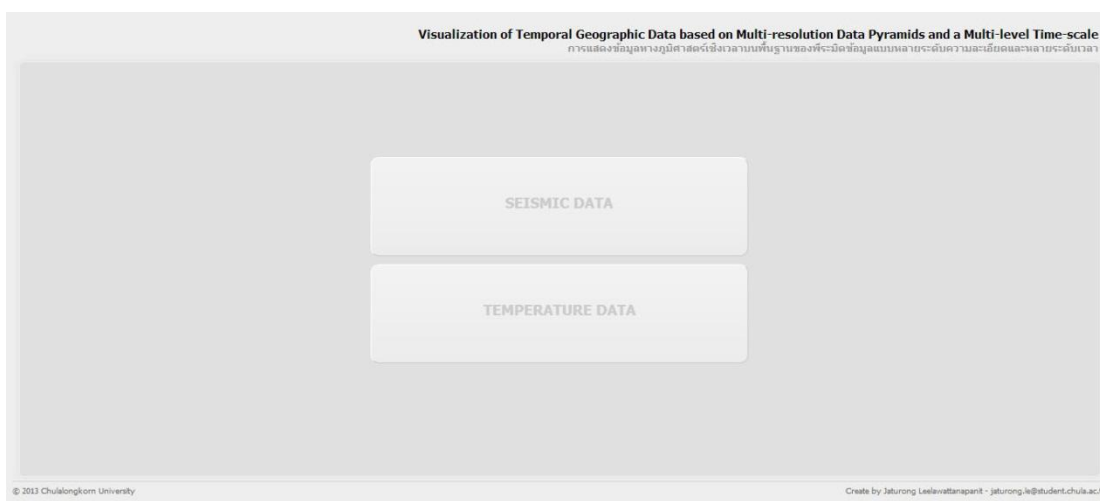 Visualization of Temporal Geographic Data based on Multi-resolution Data Pyramids and a Multi-level Time-scale
การแสดงข้อมูลทางภูมิศาสตร์เชิงเวลาบนพื้นฐานของพีระมิดข้อมูลแบบหลายระดับความละเอียดและหลายระดับเวลา
SEISMIC DATA
TEMPERATURE DATA
© 2013 Chulalongkorn University
Create by Jaturong Leelawattanapanit - jaturong.le@student.chula.ac.t